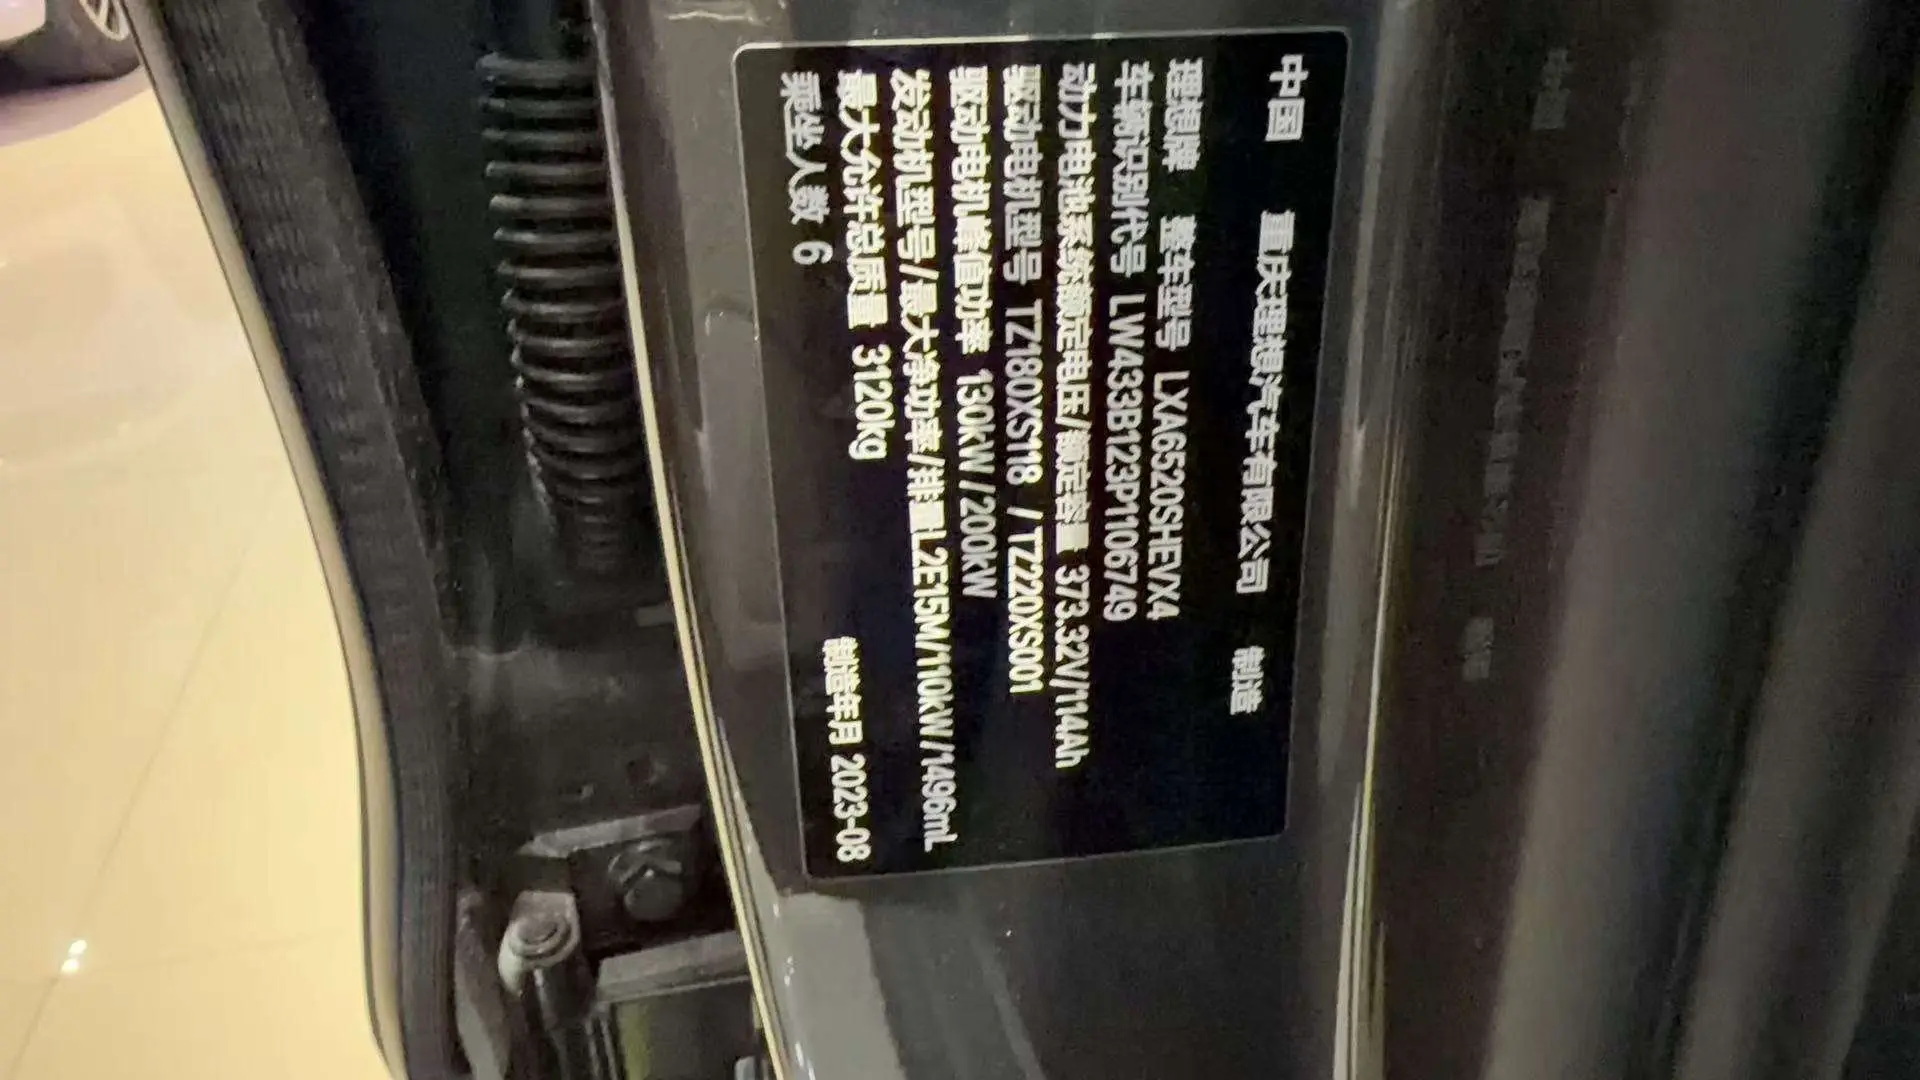 中国 重庆理想汽车有限公司 制造
理想牌 整车型号 LXA6520SHEVX4
车辆识别代号 LW433B123P1106749
动力电池系统额定电压/额定容量 373.32V/114Ah
驱动电机型号 TZ180XS118 / TZ220XS001
驱动电机峰值功率 130kW / 200kW
发动机型号/最大净功率/排量L2E15M/110kW/1496mL
最大允许总质量 3120kg
乘坐人数 6 制造年月 2023-08